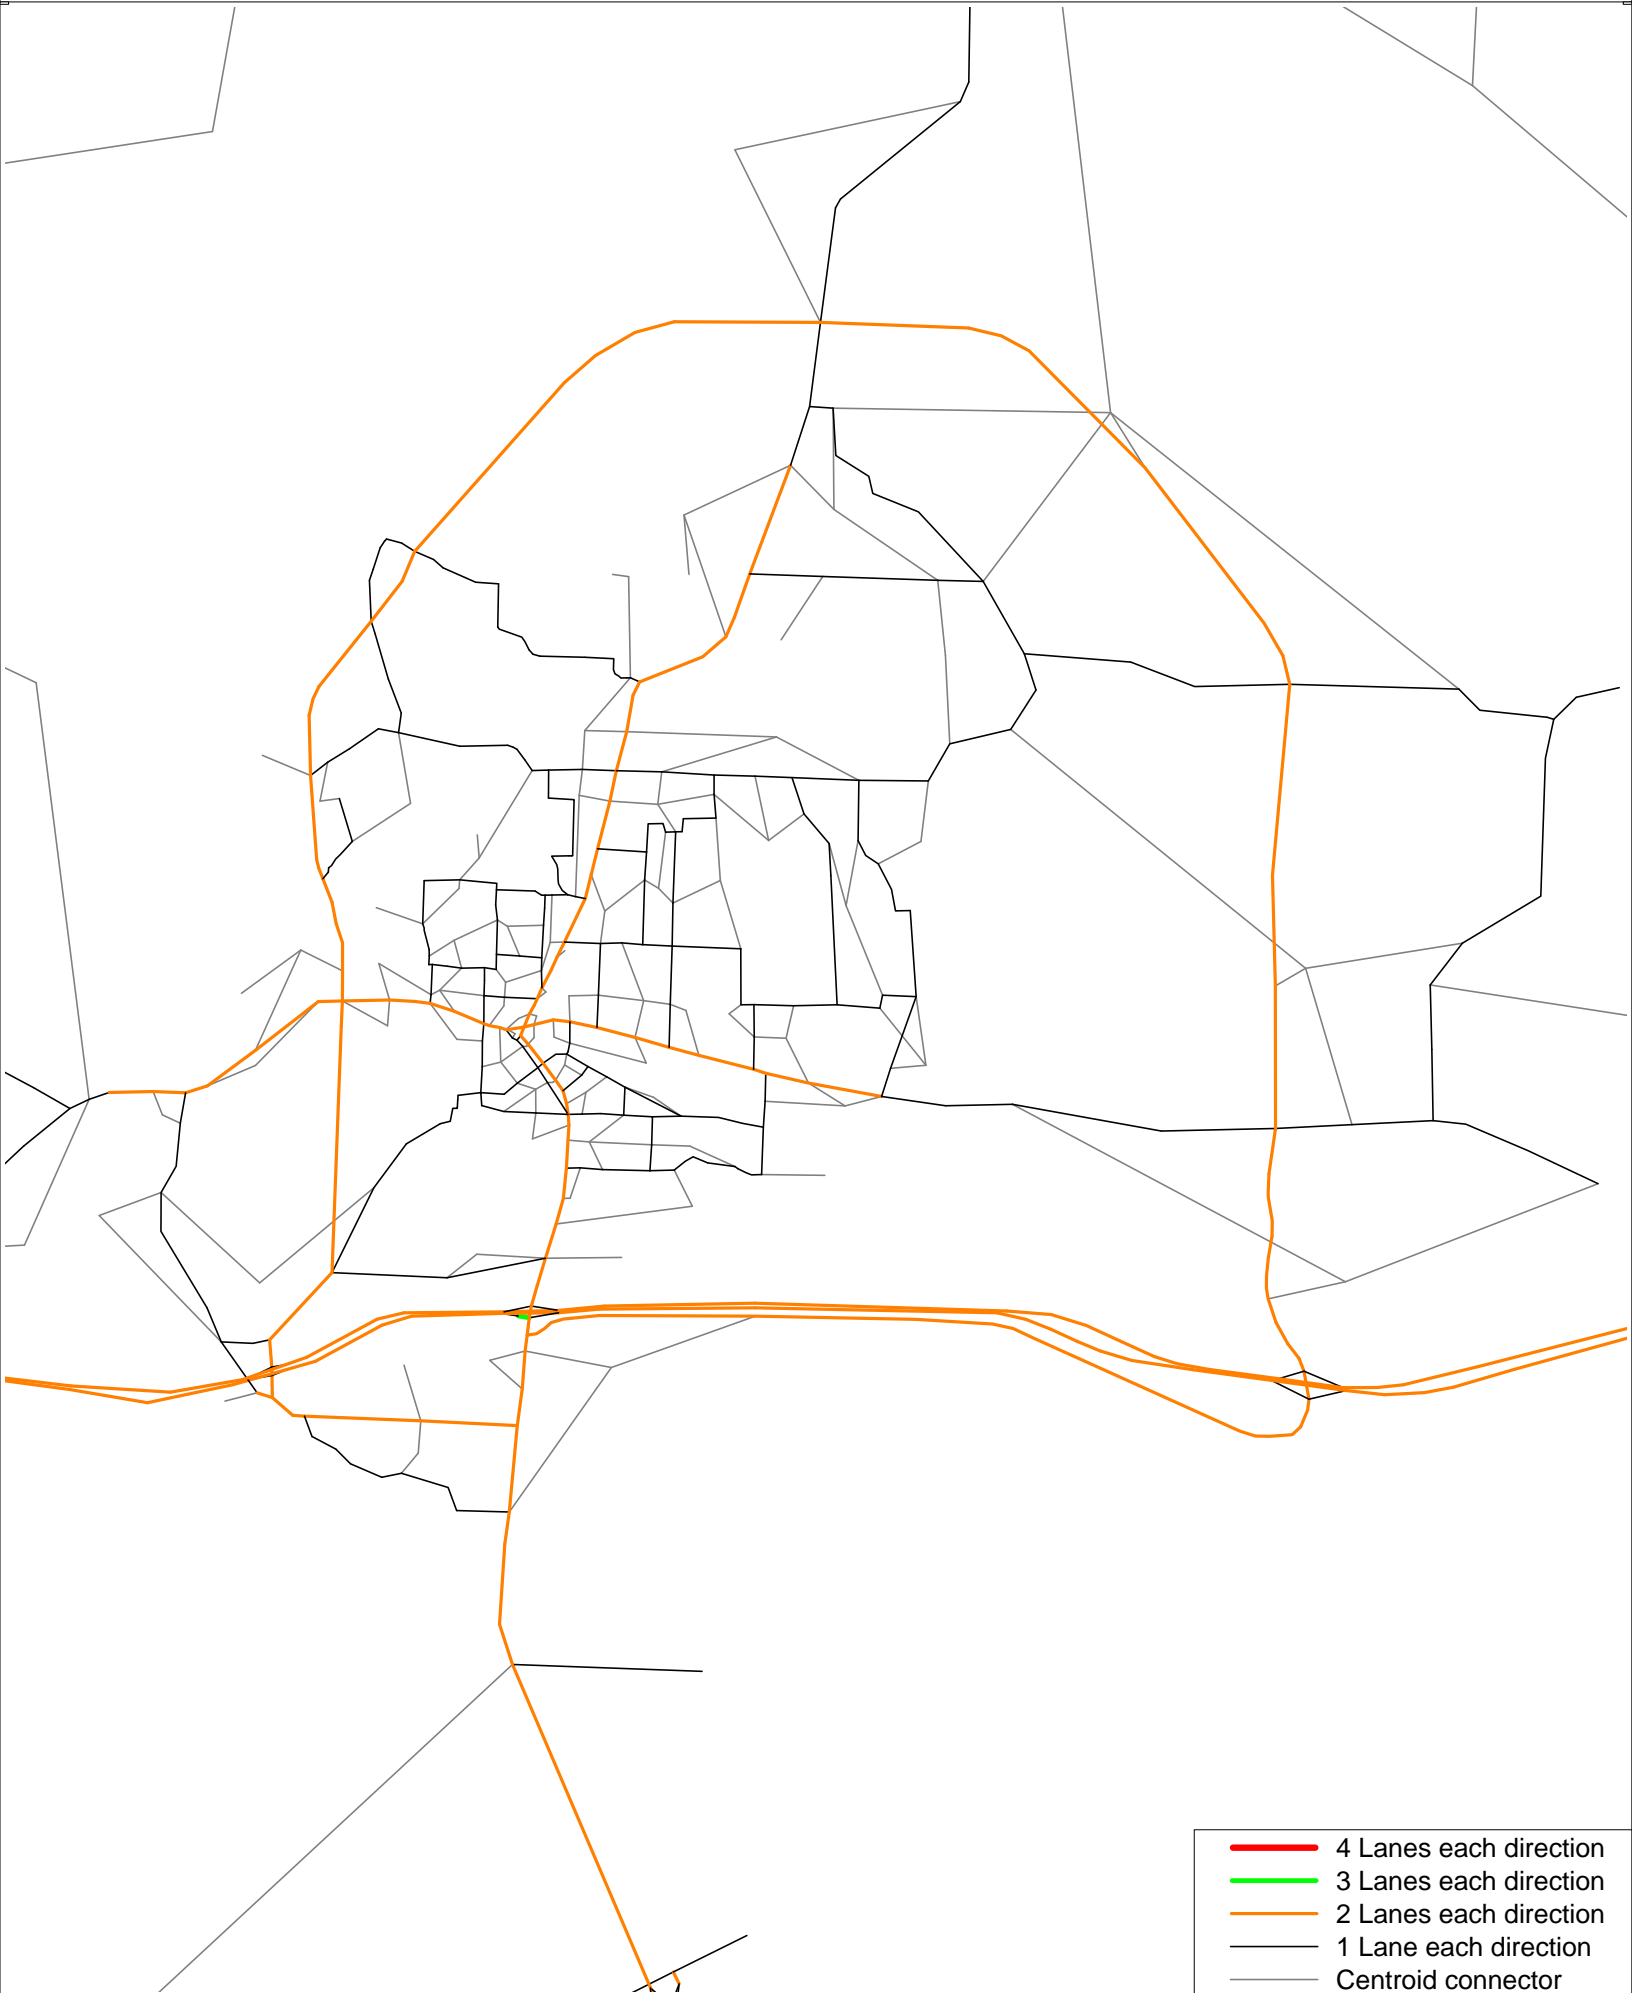 4 Lanes each direction
3 Lanes each direction
2 Lanes each direction
1 Lane each direction
Centroid connector